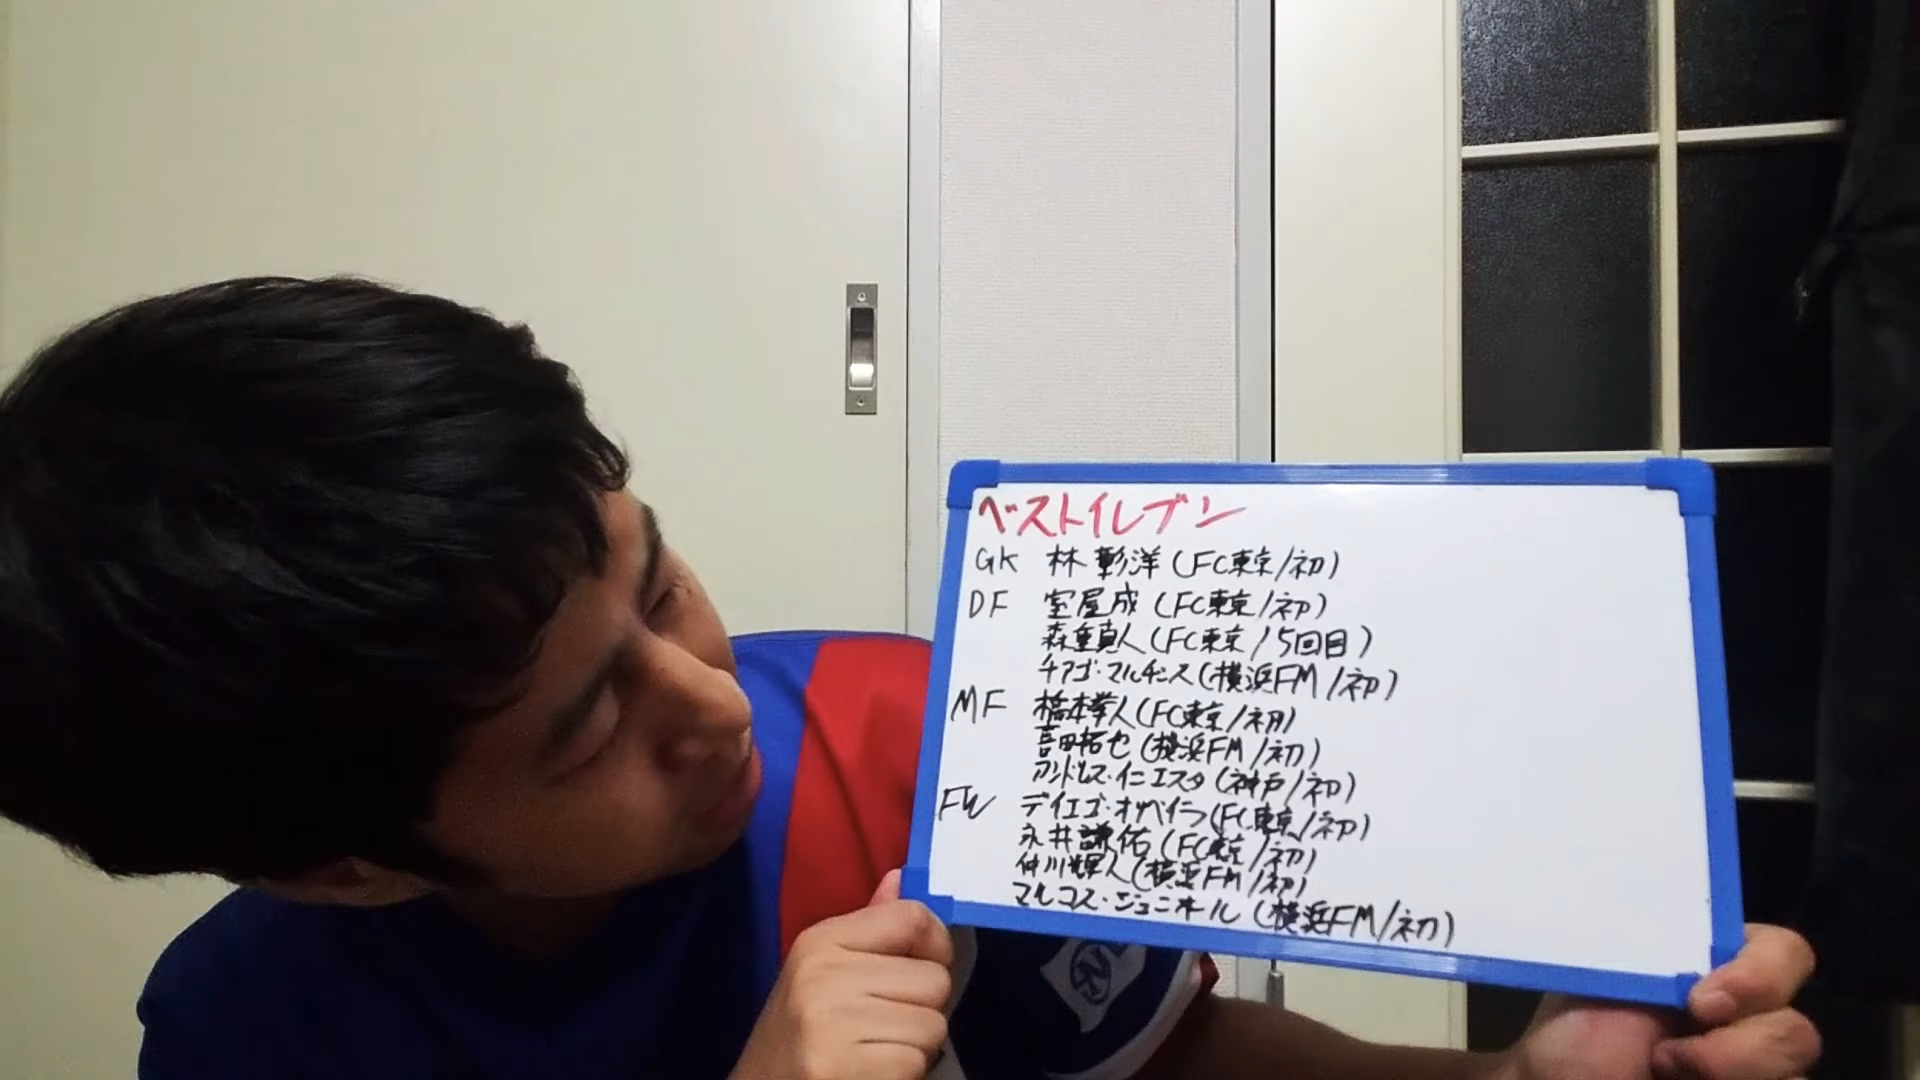 ベストイレブン
GK 林彰洋(FC東京/初)
DF 室屋成(FC東京/初)
森重真人(FC東京/5回目)
チアゴ・マルチンス(横浜FM/初)
MF 橋本拳人(FC東京/初)
喜田拓也(横浜FM/初)
アンドレス・イニエスタ(神戸/初)
FW ディエゴ・オリベイラ(FC東京/初)
永井謙佑(FC東京/初)
仲川輝人(横浜FM/初)
マルコス・ジュニオール(横浜FM/初)